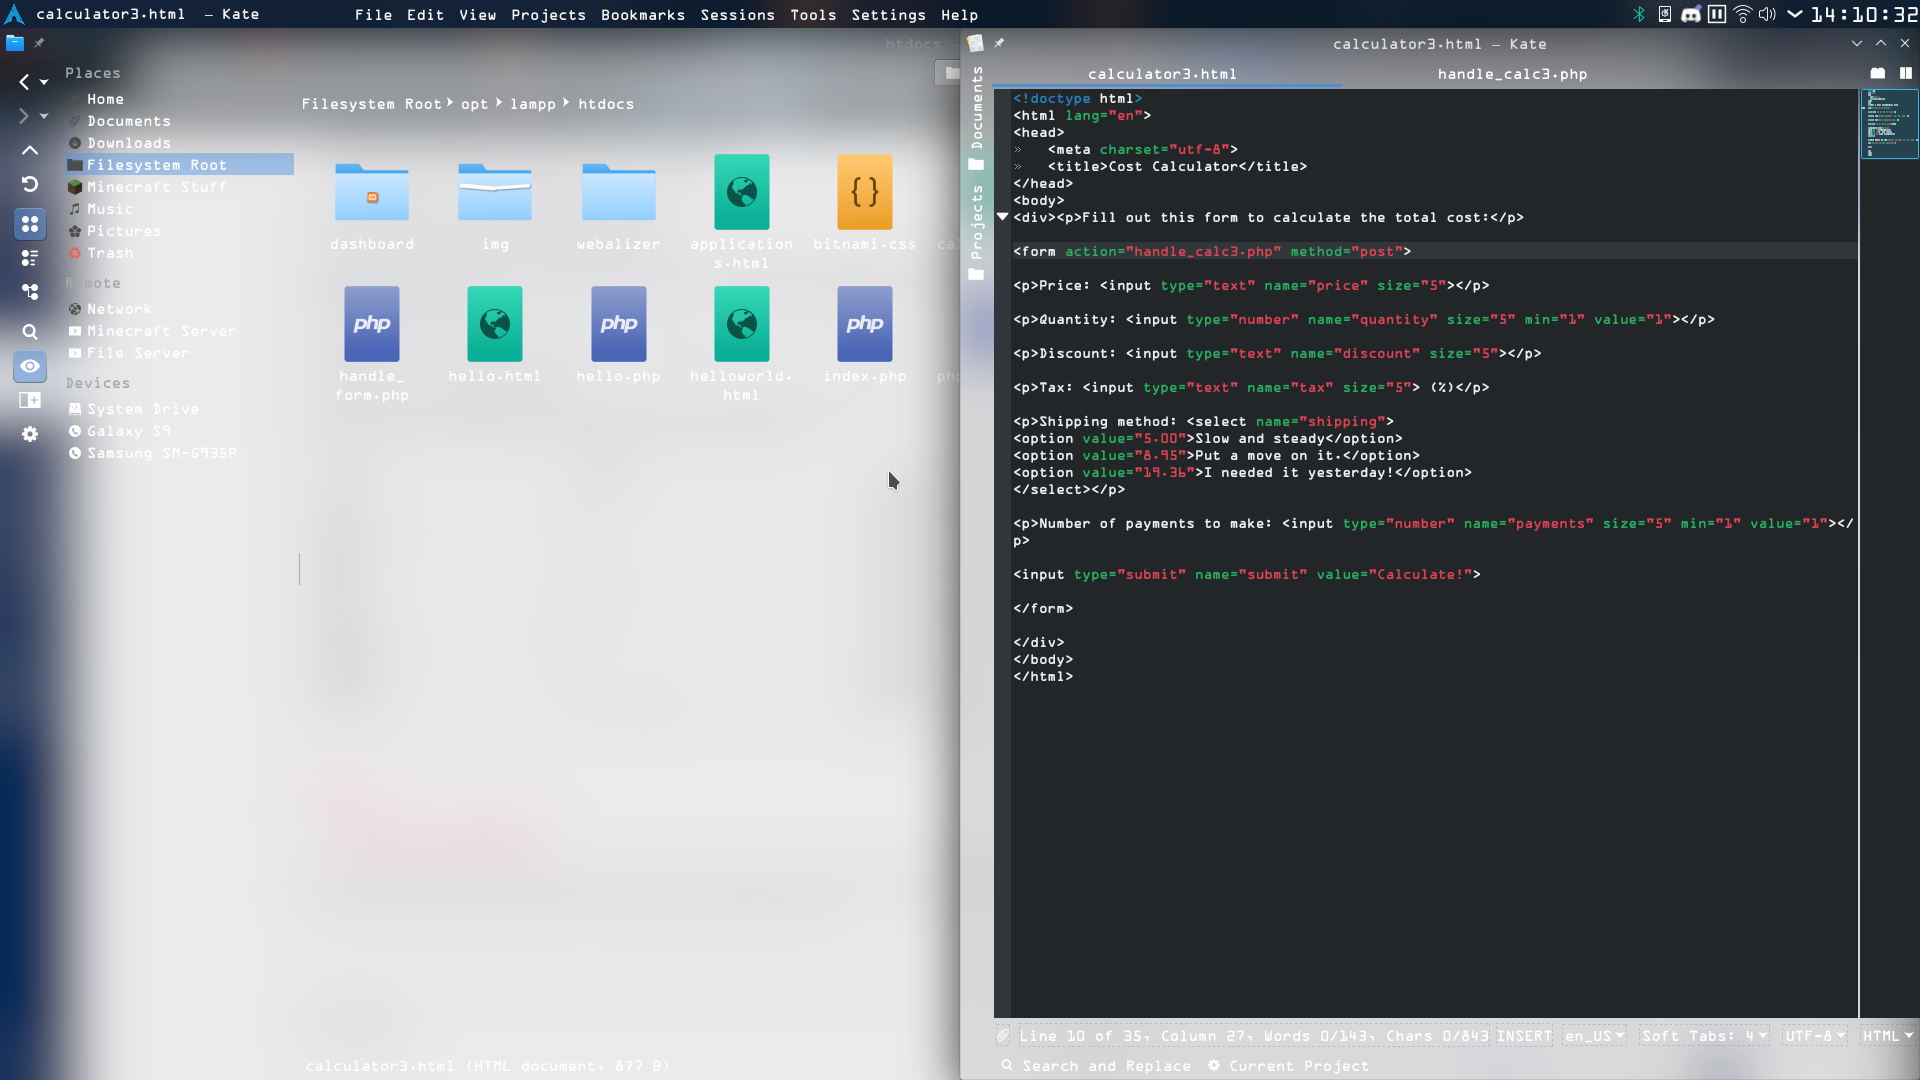 calculator3.html — Kate
File Edit View Projects Bookmarks Sessions Tools Settings Help
14:10:32
htdocs —
Places
Home
Documents
Downloads
Filesystem Root
Minecraft Stuff
Music
Pictures
Trash
Remote
Network
Minecraft Server
File Server
Devices
System Drive
Galaxy S9
Samsung SM-G935P
Filesystem Root opt lampp htdocs
dashboard
img
webalizer
application
s.html
bitnami.css
cal
php
handle_
form.php
hello.html
php
hello.php
helloworld.
html
php
index.php
php
calculator3.html (HTML document, 877 B)
calculator3.html — Kate
Documents
Projects
calculator3.html
handle_calc3.php
<!doctype html>
<html lang="en">
<head>
»   <meta charset="utf-8">
»   <title>Cost Calculator</title>
</head>
<body>
<div><p>Fill out this form to calculate the total cost:</p>
<form action="handle_calc3.php" method="post">
<p>Price: <input type="text" name="price" size="5"></p>
<p>Quantity: <input type="number" name="quantity" size="5" min="1" value="1"></p>
<p>Discount: <input type="text" name="discount" size="5"></p>
<p>Tax: <input type="text" name="tax" size="5"> (%)</p>
<p>Shipping method: <select name="shipping">
<option value="5.00">Slow and steady</option>
<option value="8.95">Put a move on it.</option>
<option value="19.36">I needed it yesterday!</option>
</select></p>
<p>Number of payments to make: <input type="number" name="payments" size="5" min="1" value="1"></
p>
<input type="submit" name="submit" value="Calculate!">
</form>
</div>
</body>
</html>
Line 10 of 35, Column 27, Words 0/143, Chars 0/843 INSERT en_US Soft Tabs: 4 UTF-8 HTML
Search and Replace Current Project